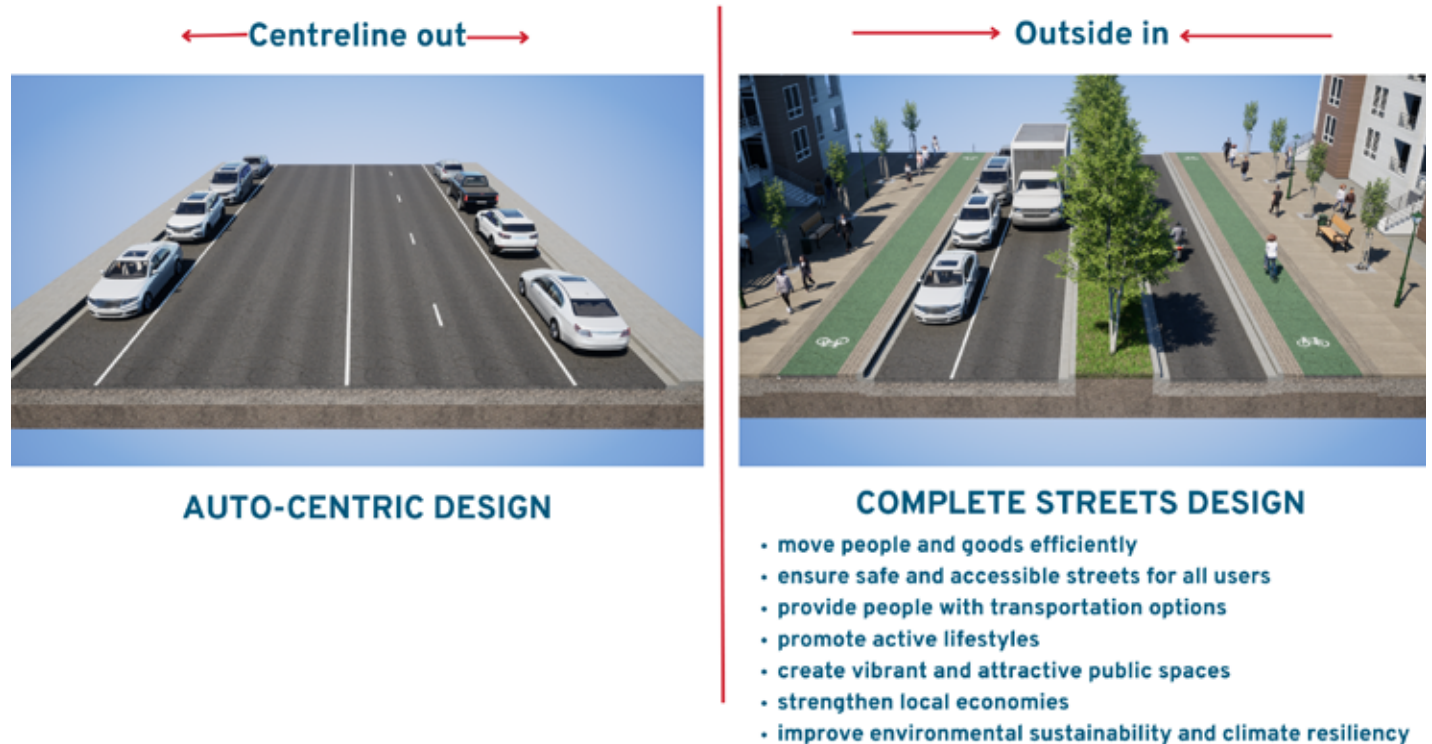 Centreline out
Outside in
AUTO-CENTRIC DESIGN
COMPLETE STREETS DESIGN
• move people and goods efficiently
• ensure safe and accessible streets for all users
• provide people with transportation options
• promote active lifestyles
• create vibrant and attractive public spaces
• strengthen local economies
• improve environmental sustainability and climate resiliency